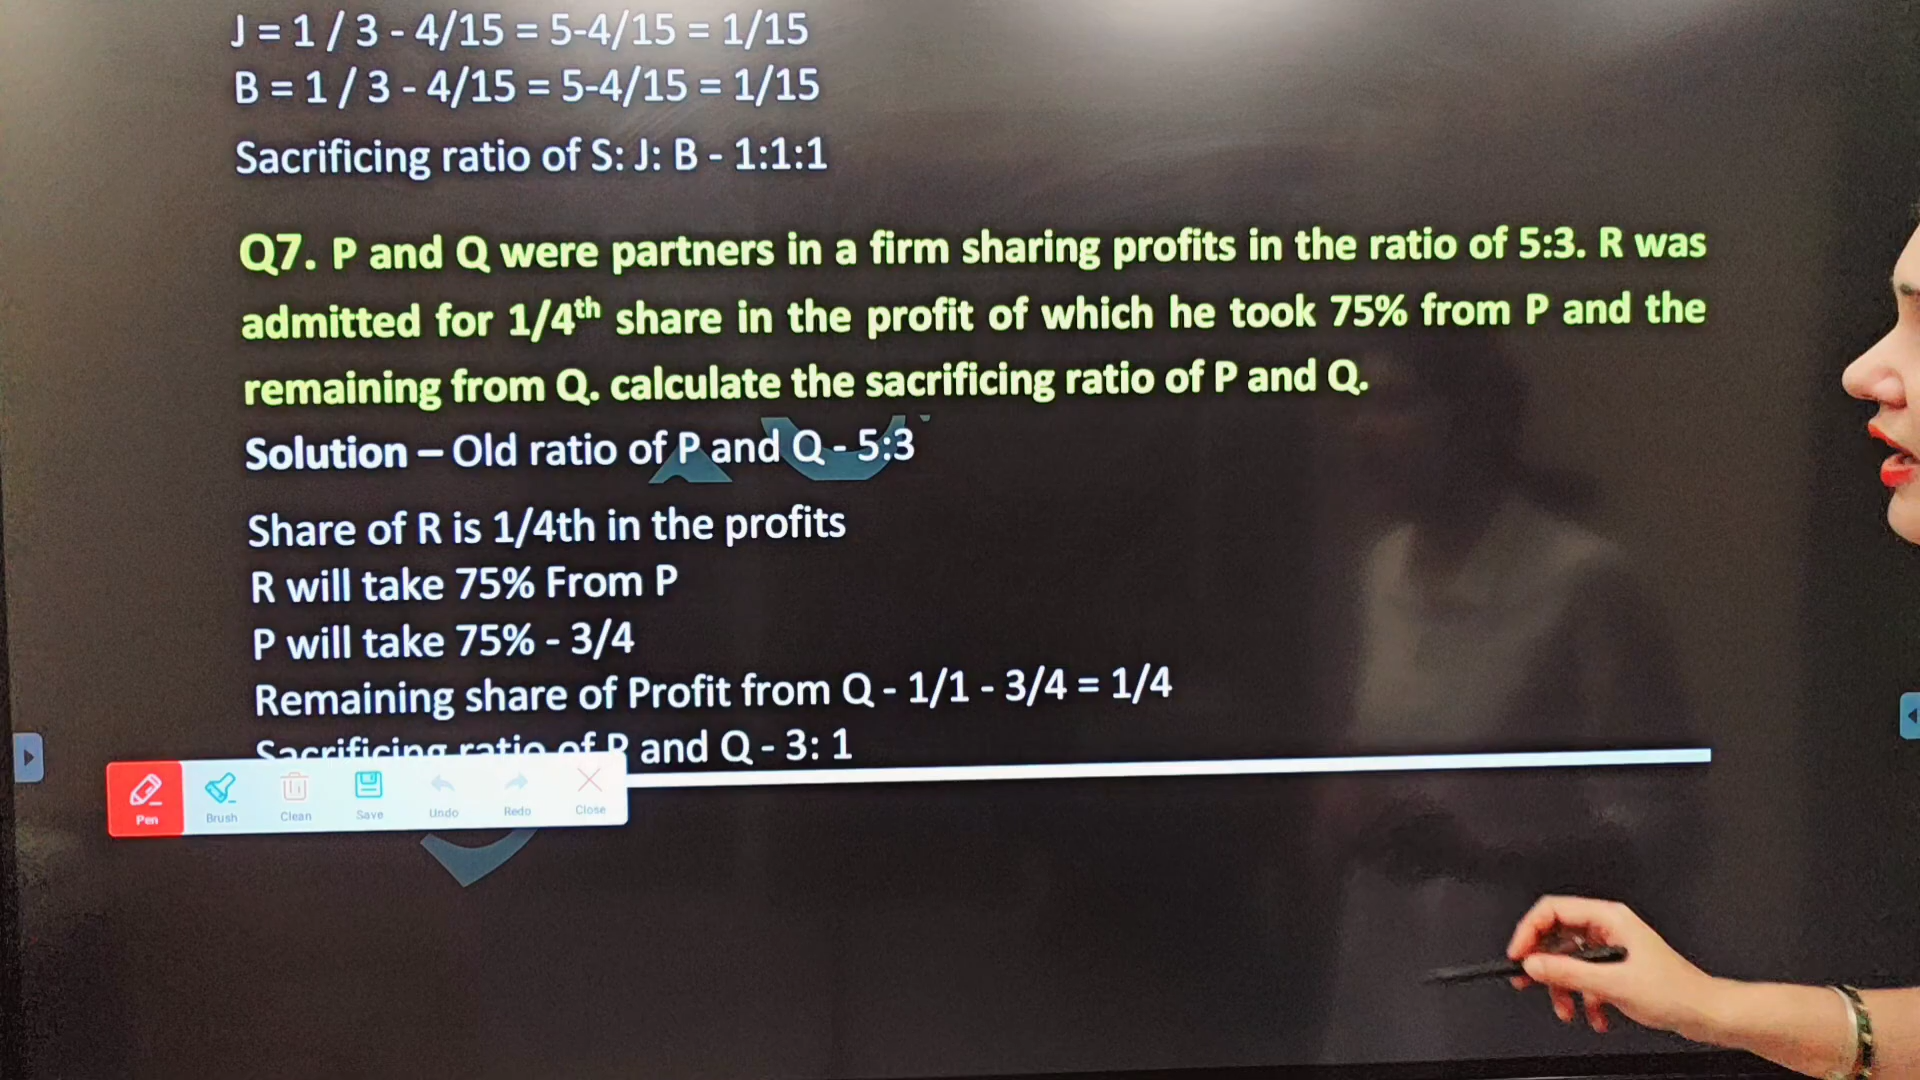 J = 1 / 3 - 4/15 = 5-4/15 = 1/15
B = 1 / 3 - 4/15 = 5-4/15 = 1/15
Sacrificing ratio of S: J: B - 1:1:1
Q7. P and Q were partners in a firm sharing profits in the ratio of 5:3. R was
admitted for 1/4th share in the profit of which he took 75% from P and the
remaining from Q. calculate the sacrificing ratio of P and Q.
Solution – Old ratio of P and Q - 5:3
Share of R is 1/4th in the profits
R will take 75% From P
P will take 75% - 3/4
Remaining share of Profit from Q - 1/1 - 3/4 = 1/4
Sacrificing ratio of P and Q - 3: 1
Pen Brush Clean Save Undo Redo Close